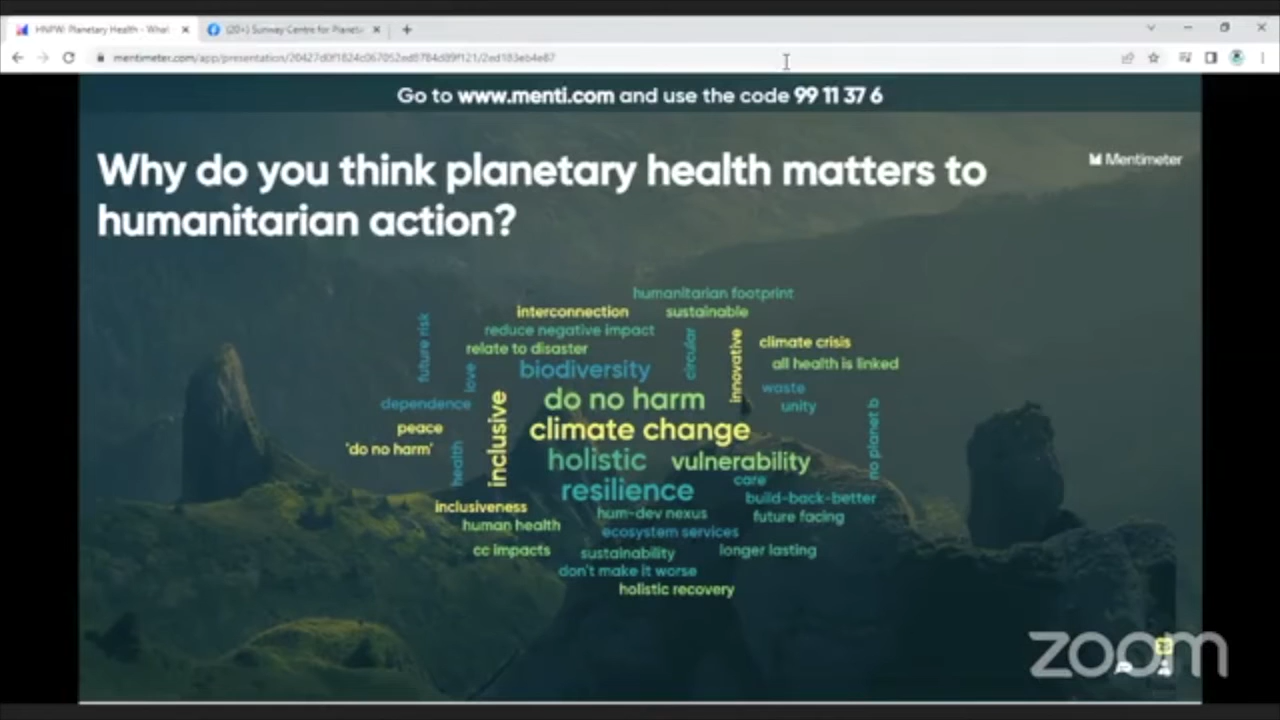 HNPW: Planetary Health - What
(20+) Sunway Centre for Planeta
Go to www.menti.com and use the code 99 11 37 6
Why do you think planetary health matters to
humanitarian action?
Mentimeter
humanitarian footprint
interconnection
sustainable
reduce negative impact
future risk
circular
innovative
climate crisis
relate to disaster
all health is linked
love
biodiversity
waste
dependence
do no harm
unity
inclusive
no planet b
peace
climate change
'do no harm'
health
holistic
vulnerability
care
resilience
build-back-better
inclusiveness
hum-dev nexus
future facing
human health
ecosystem services
cc impacts
sustainability
longer lasting
don't make it worse
holistic recovery
zoom